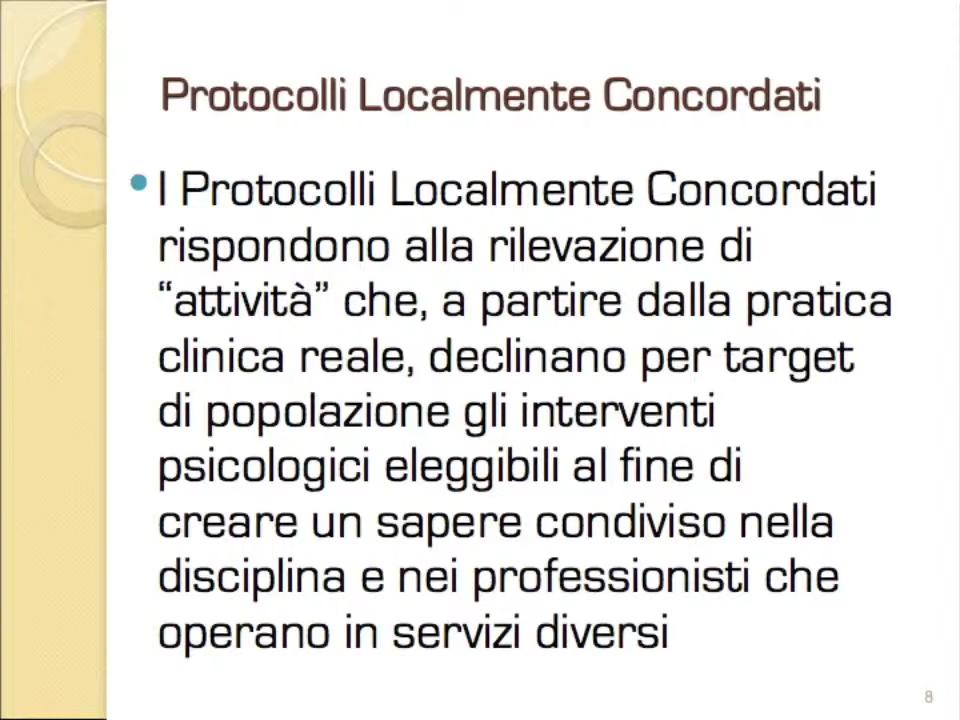 Protocolli Localmente Concordati
• I Protocolli Localmente Concordati
rispondono alla rilevazione di
“attività” che, a partire dalla pratica
clinica reale, declinano per target
di popolazione gli interventi
psicologici eleggibili al fine di
creare un sapere condiviso nella
disciplina e nei professionisti che
operano in servizi diversi
8